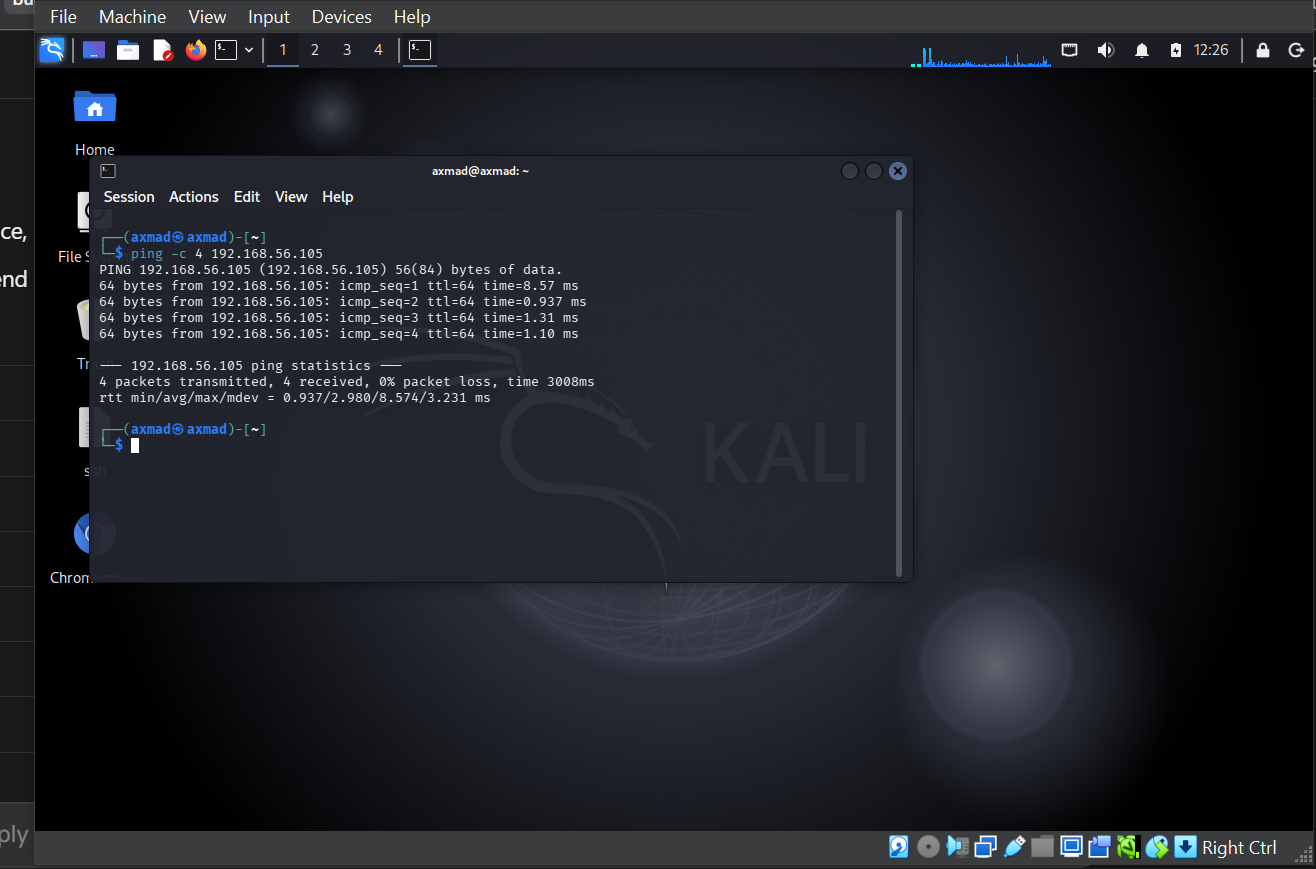 File Machine View Input Devices Help
1 2 3 4
12:26
Home
axmad@axmad: ~
Session Actions Edit View Help
ce,
File S
end
┌──(axmad㉿axmad)-[~]
└─$ ping -c 4 192.168.56.105
PING 192.168.56.105 (192.168.56.105) 56(84) bytes of data.
64 bytes from 192.168.56.105: icmp_seq=1 ttl=64 time=8.57 ms
64 bytes from 192.168.56.105: icmp_seq=2 ttl=64 time=0.937 ms
64 bytes from 192.168.56.105: icmp_seq=3 ttl=64 time=1.31 ms
64 bytes from 192.168.56.105: icmp_seq=4 ttl=64 time=1.10 ms
--- 192.168.56.105 ping statistics ---
4 packets transmitted, 4 received, 0% packet loss, time 3008ms
rtt min/avg/max/mdev = 0.937/2.980/8.574/3.231 ms
┌──(axmad㉿axmad)-[~]
└─$
Trash
KALI
ssh
Chromium
ply
Right Ctrl